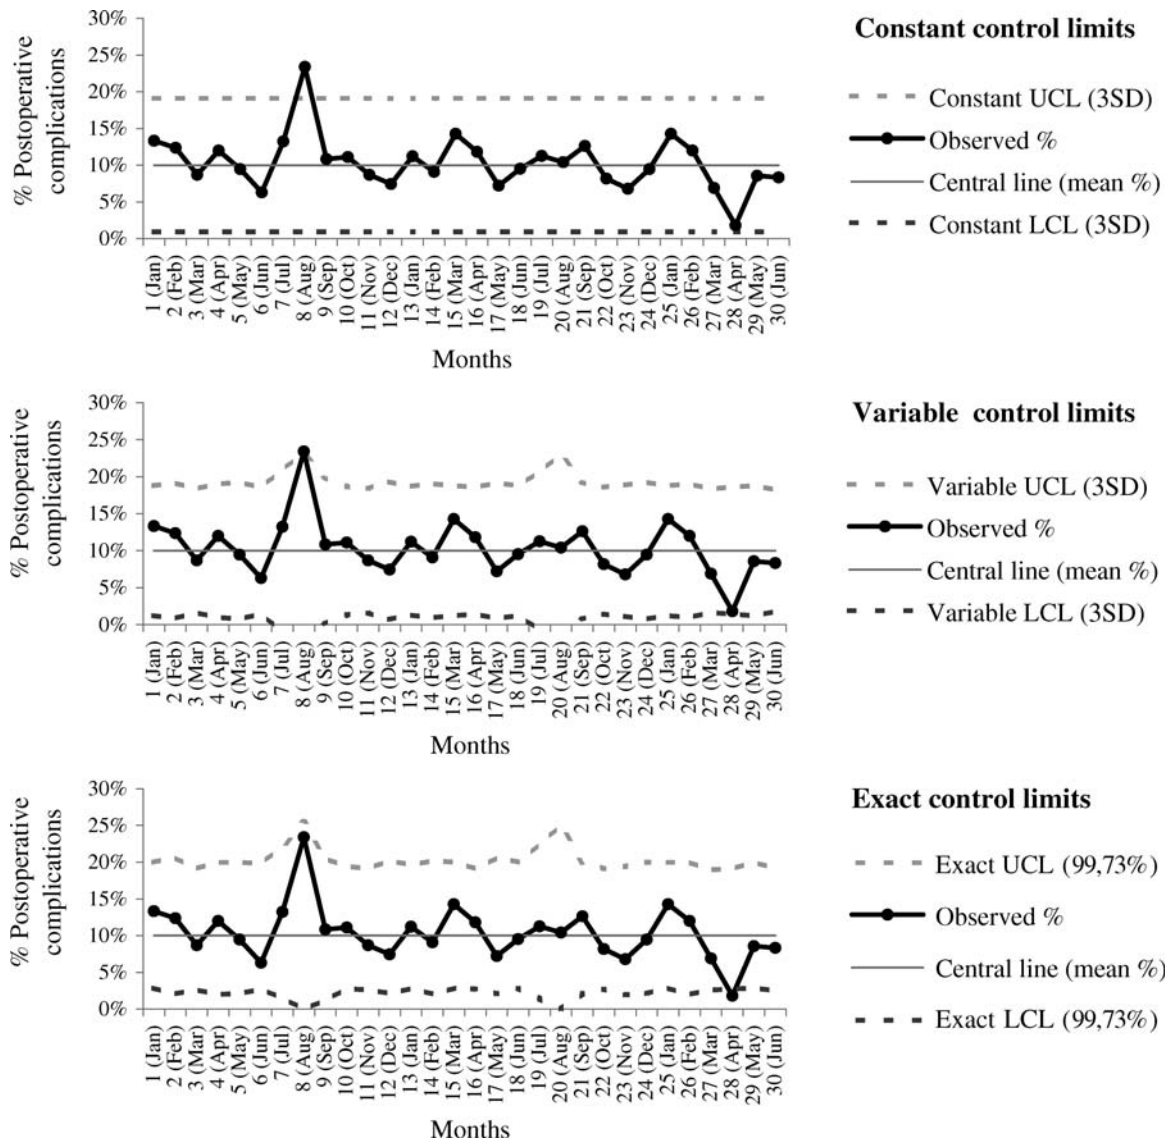 Constant control limits
% Postoperative
complications
30%
25%
20%
15%
10%
5%
0%
1 (Jan)
2 (Feb)
3 (Mar)
4 (Apr)
5 (May)
6 (Jun)
7 (Jul)
8 (Aug)
9 (Sep)
10 (Oct)
11 (Nov)
12 (Dec)
13 (Jan)
14 (Feb)
15 (Mar)
16 (Apr)
17 (May)
18 (Jun)
19 (Jul)
20 (Aug)
21 (Sep)
22 (Oct)
23 (Nov)
24 (Dec)
25 (Jan)
26 (Feb)
27 (Mar)
28 (Apr)
29 (May)
30 (Jun)
Months
Constant UCL (3SD)
Observed %
Central line (mean %)
Constant LCL (3SD)
Variable control limits
% Postoperative
complications
30%
25%
20%
15%
10%
5%
0%
1 (Jan)
2 (Feb)
3 (Mar)
4 (Apr)
5 (May)
6 (Jun)
7 (Jul)
8 (Aug)
9 (Sep)
10 (Oct)
11 (Nov)
12 (Dec)
13 (Jan)
14 (Feb)
15 (Mar)
16 (Apr)
17 (May)
18 (Jun)
19 (Jul)
20 (Aug)
21 (Sep)
22 (Oct)
23 (Nov)
24 (Dec)
25 (Jan)
26 (Feb)
27 (Mar)
28 (Apr)
29 (May)
30 (Jun)
Months
Variable UCL (3SD)
Observed %
Central line (mean %)
Variable LCL (3SD)
Exact control limits
% Postoperative
complications
30%
25%
20%
15%
10%
5%
0%
1 (Jan)
2 (Feb)
3 (Mar)
4 (Apr)
5 (May)
6 (Jun)
7 (Jul)
8 (Aug)
9 (Sep)
10 (Oct)
11 (Nov)
12 (Dec)
13 (Jan)
14 (Feb)
15 (Mar)
16 (Apr)
17 (May)
18 (Jun)
19 (Jul)
20 (Aug)
21 (Sep)
22 (Oct)
23 (Nov)
24 (Dec)
25 (Jan)
26 (Feb)
27 (Mar)
28 (Apr)
29 (May)
30 (Jun)
Months
Exact UCL (99,73%)
Observed %
Central line (mean %)
Exact LCL (99,73%)